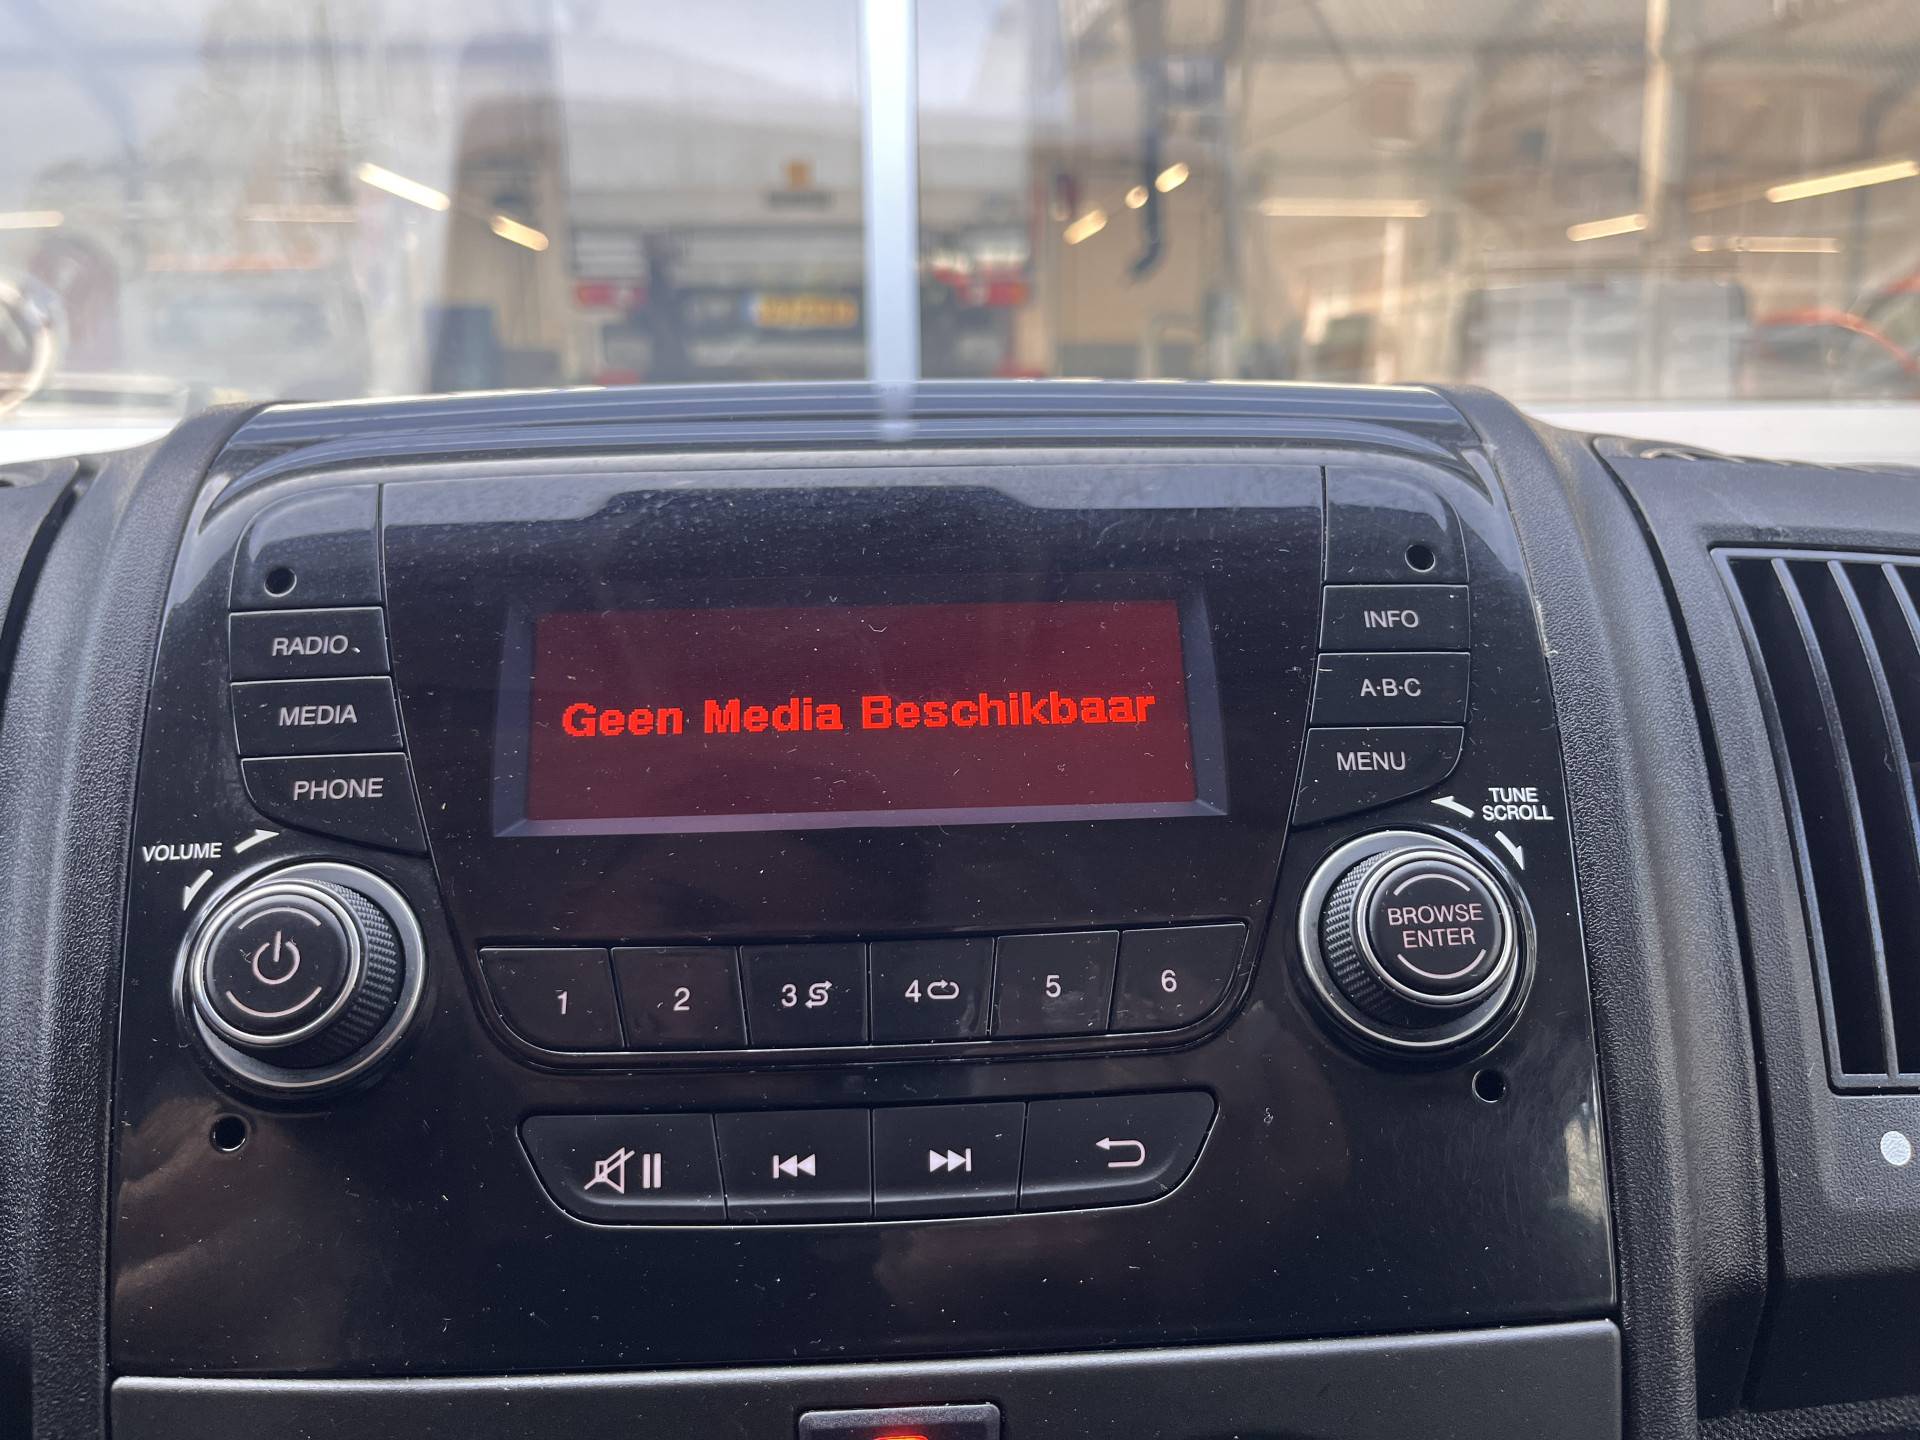 RADIO
MEDIA
PHONE
VOLUME
Geen Media Beschikbaar
INFO
A·B·C
MENU
TUNE
SCROLL
BROWSE
ENTER
1
2
3
4
5
6